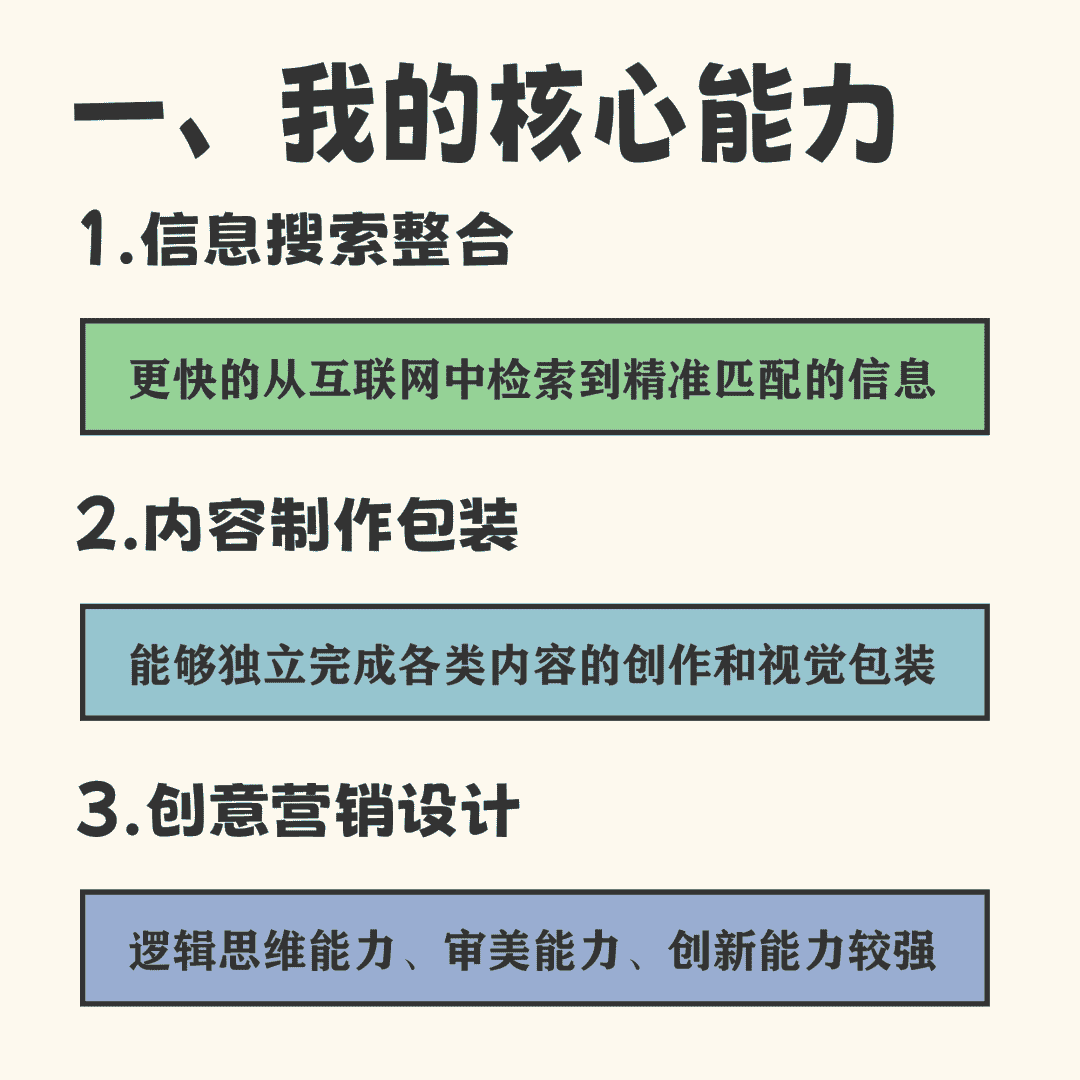 一、我的核心能力
1.信息搜索整合
更快的从互联网中检索到精准匹配的信息
2.内容制作包装
能够独立完成各类内容的创作和视觉包装
3.创意营销设计
逻辑思维能力、审美能力、创新能力较强